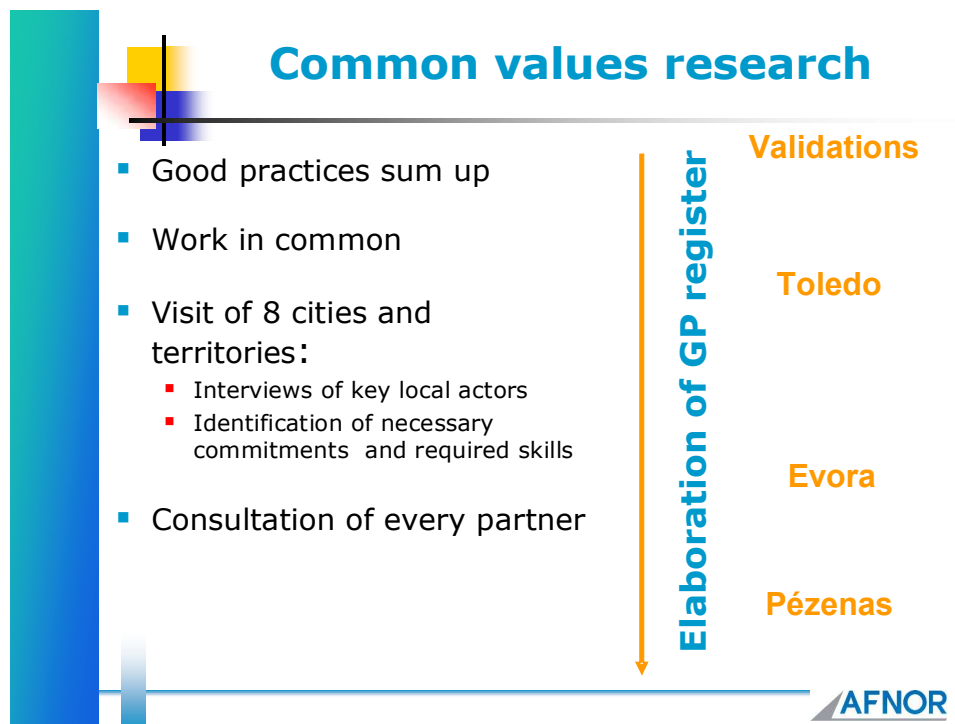 Common values research
Good practices sum up
Work in common
Visit of 8 cities and
territories:
Interviews of key local actors
Identification of necessary
commitments and required skills
Consultation of every partner
Elaboration of GP register
Validations
Toledo
Evora
Pézenas
AFNOR